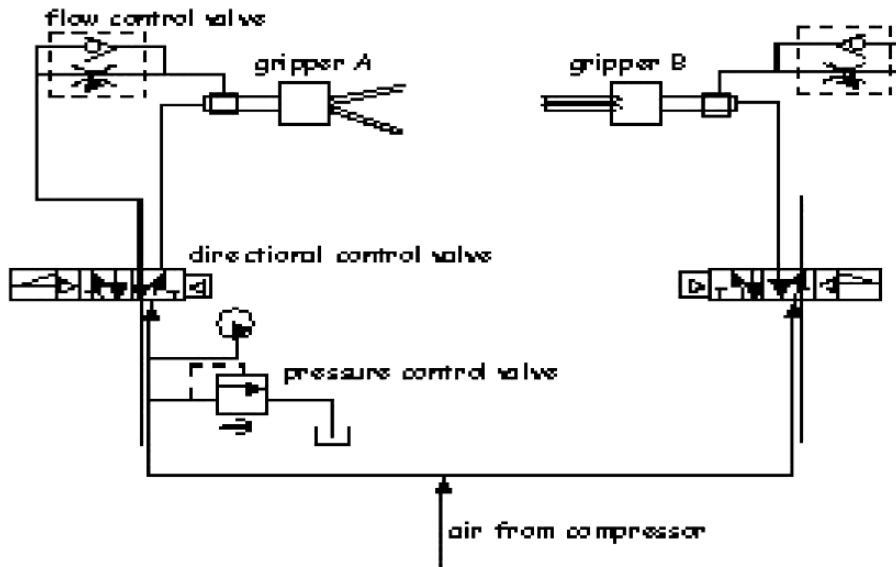 flow control valve
gripper A
gripper B
directional control valve
pressure control valve
air from compressor